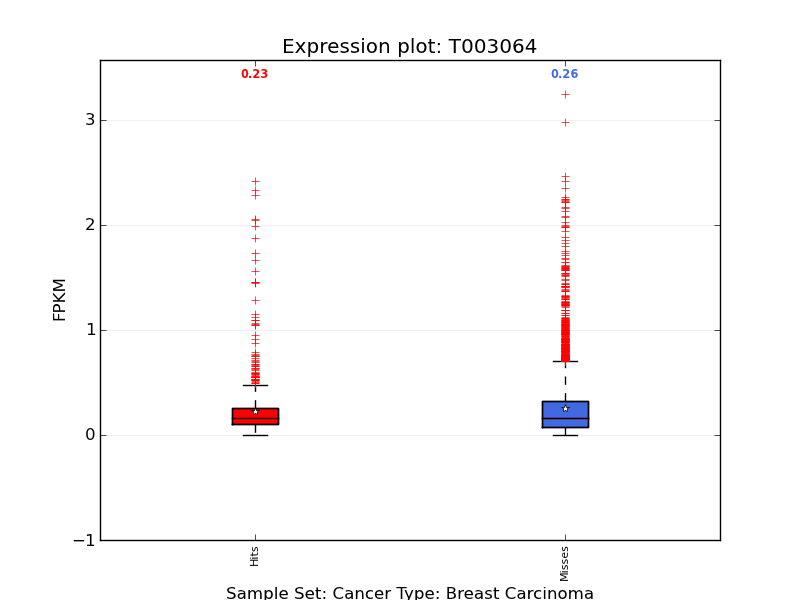 Expression plot: T003064
0.23 0.26
3
2
1
0
−1
FPKM
Hits Misses
Sample Set: Cancer Type: Breast Carcinoma